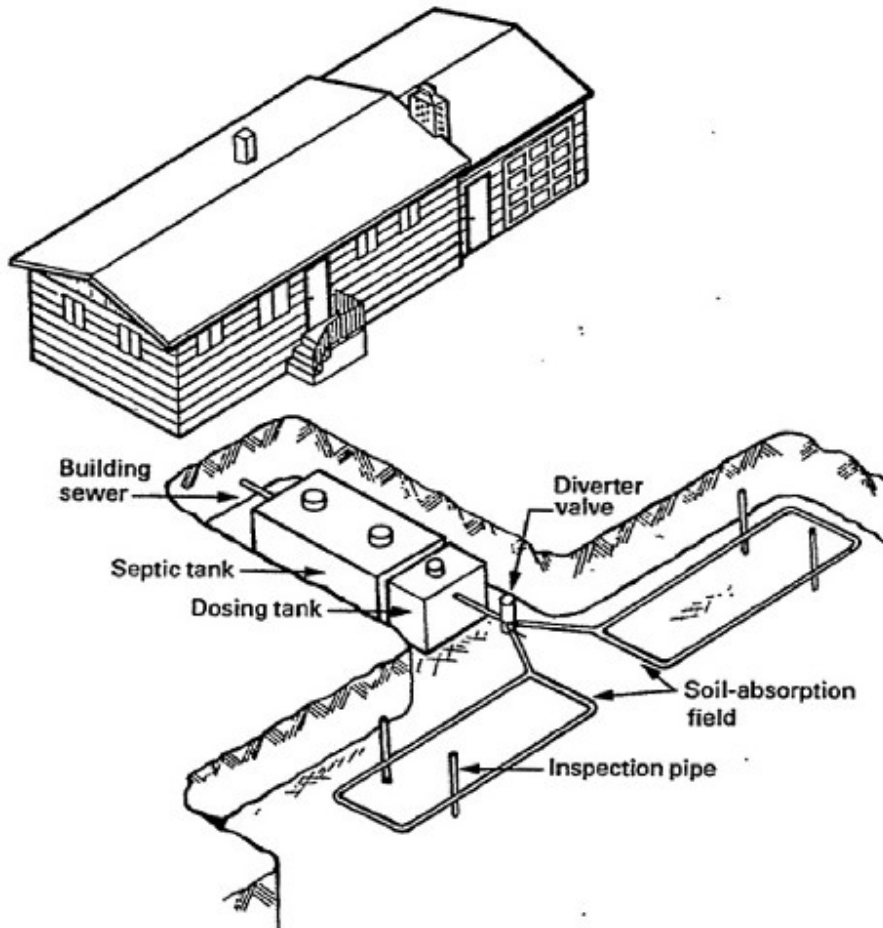 Building
sewer
Diverter
valve
Septic tank
Dosing tank
Soil-absorption
field
Inspection pipe